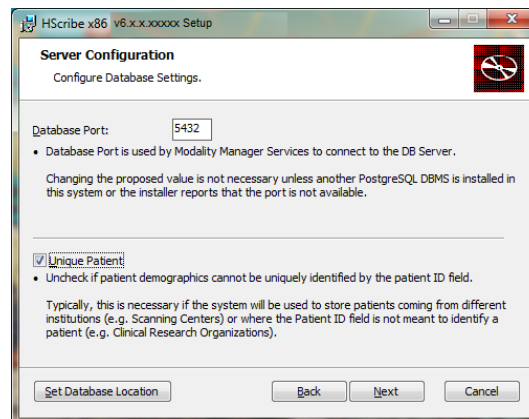 HScribe x86 v6.x.x.xxxxx Setup
Server Configuration
Configure Database Settings.
Database Port: 5432
• Database Port is used by Modality Manager Services to connect to the DB Server.
Changing the proposed value is not necessary unless another PostgreSQL DBMS is installed in
this system or the installer reports that the port is not available.
Unique Patient
• Uncheck if patient demographics cannot be uniquely identified by the patient ID field.
Typically, this is necessary if the system will be used to store patients coming from different
institutions (e.g. Scanning Centers) or where the Patient ID field is not meant to identify a
patient (e.g. Clinical Research Organizations).
Set Database Location Back Next Cancel